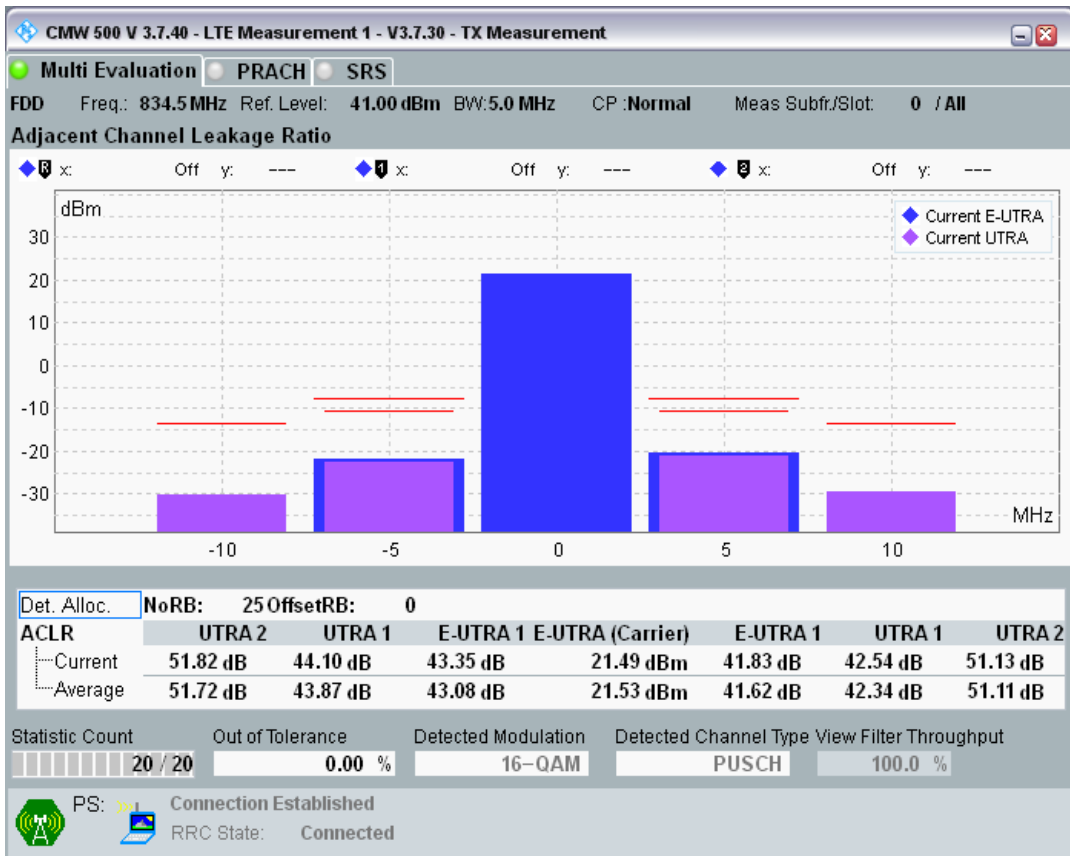 CMW 500 V 3.7.40 - LTE Measurement 1 - V3.7.30 - TX Measurement
Multi Evaluation PRACH SRS
FDD Freq.: 834.5 MHz Ref. Level: 41.00 dBm BW:5.0 MHz CP :Normal Meas Subfr./Slot: 0 / All
Adjacent Channel Leakage Ratio
R x: Off y: --- 1 x: Off y: --- 2 x: Off y: ---
dBm
Current E-UTRA
Current UTRA
30
20
10
0
-10
-20
-30
MHz
-10 -5 0 5 10
Det. Alloc. NoRB: 25 OffsetRB: 0
ACLR UTRA 2 UTRA 1 E-UTRA 1 E-UTRA (Carrier) E-UTRA 1 UTRA 1 UTRA 2
Current 51.82 dB 44.10 dB 43.35 dB 21.49 dBm 41.83 dB 42.54 dB 51.13 dB
Average 51.72 dB 43.87 dB 43.08 dB 21.53 dBm 41.62 dB 42.34 dB 51.11 dB
Statistic Count Out of Tolerance Detected Modulation Detected Channel Type View Filter Throughput
20 / 20 0.00 % 16-QAM PUSCH 100.0 %
PS: Connection Established
RRC State: Connected